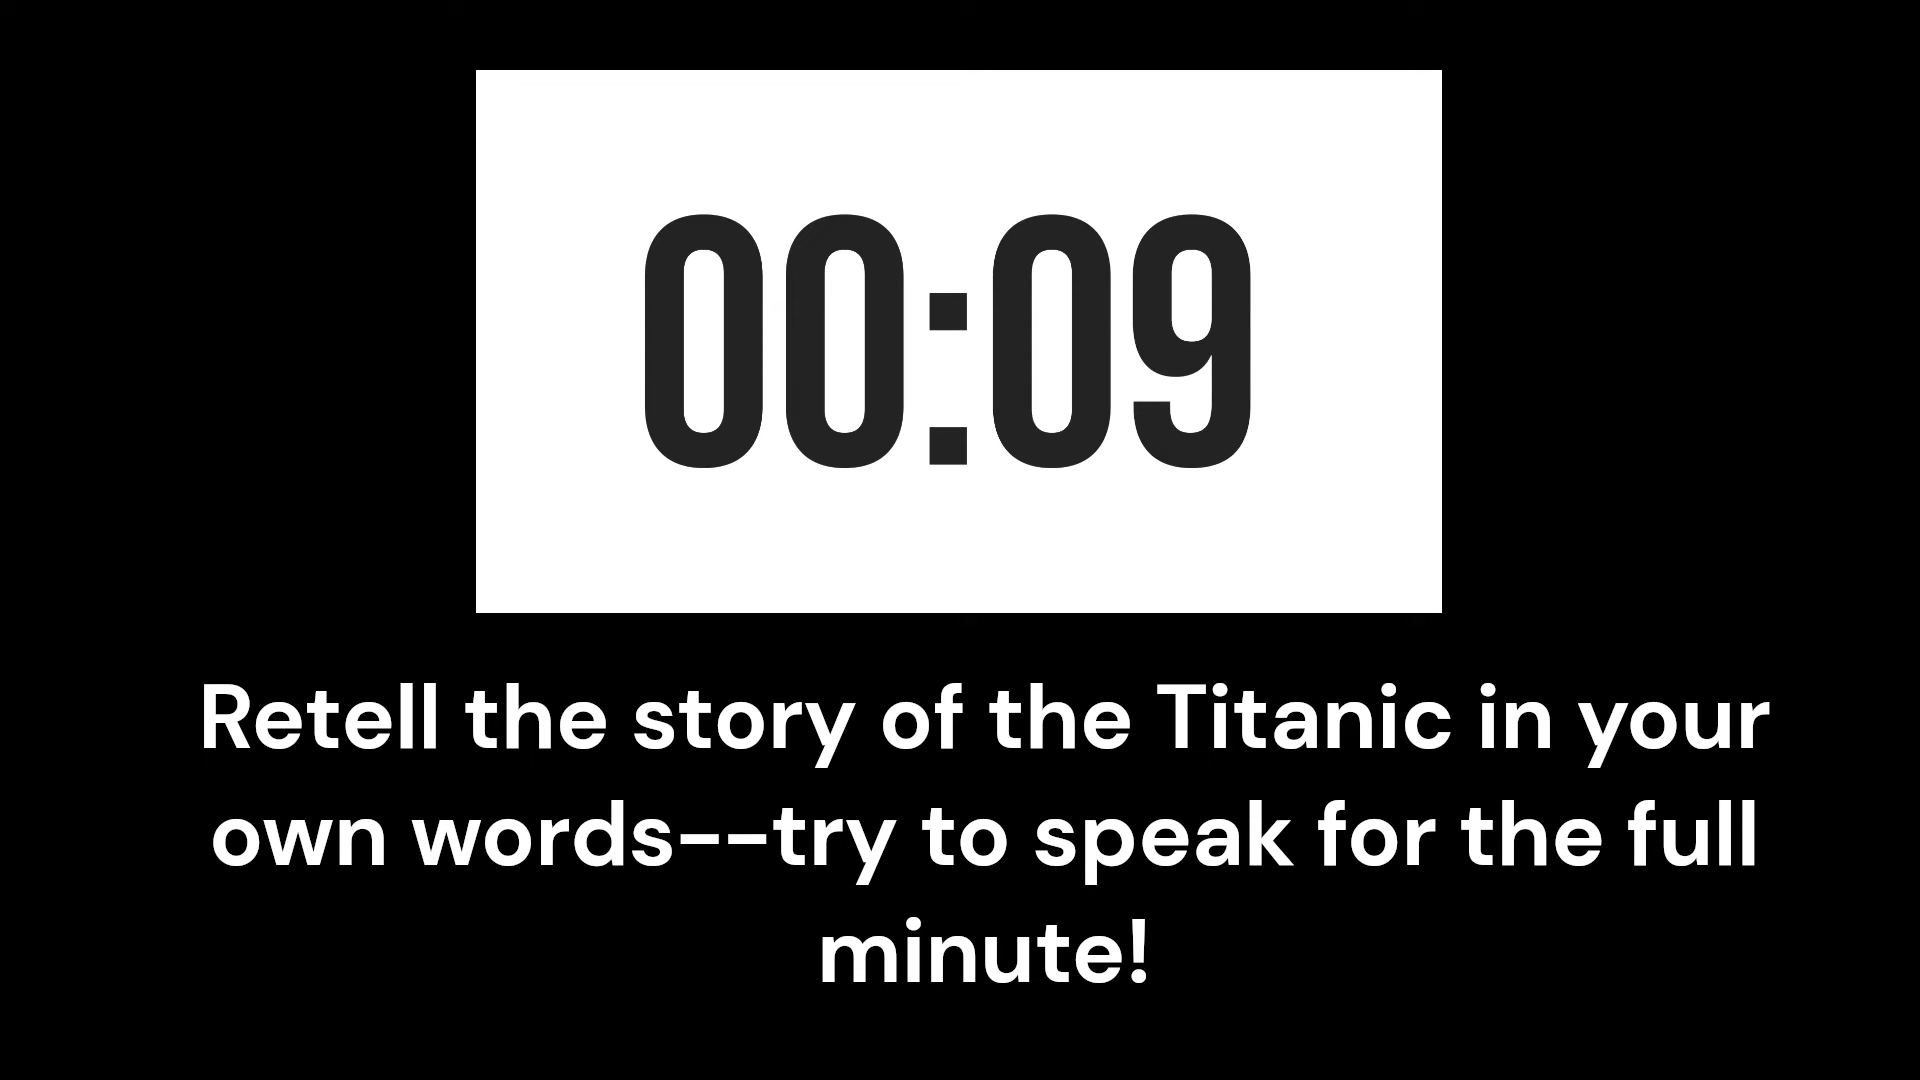 00:09
Retell the story of the Titanic in your
own words--try to speak for the full
minute!